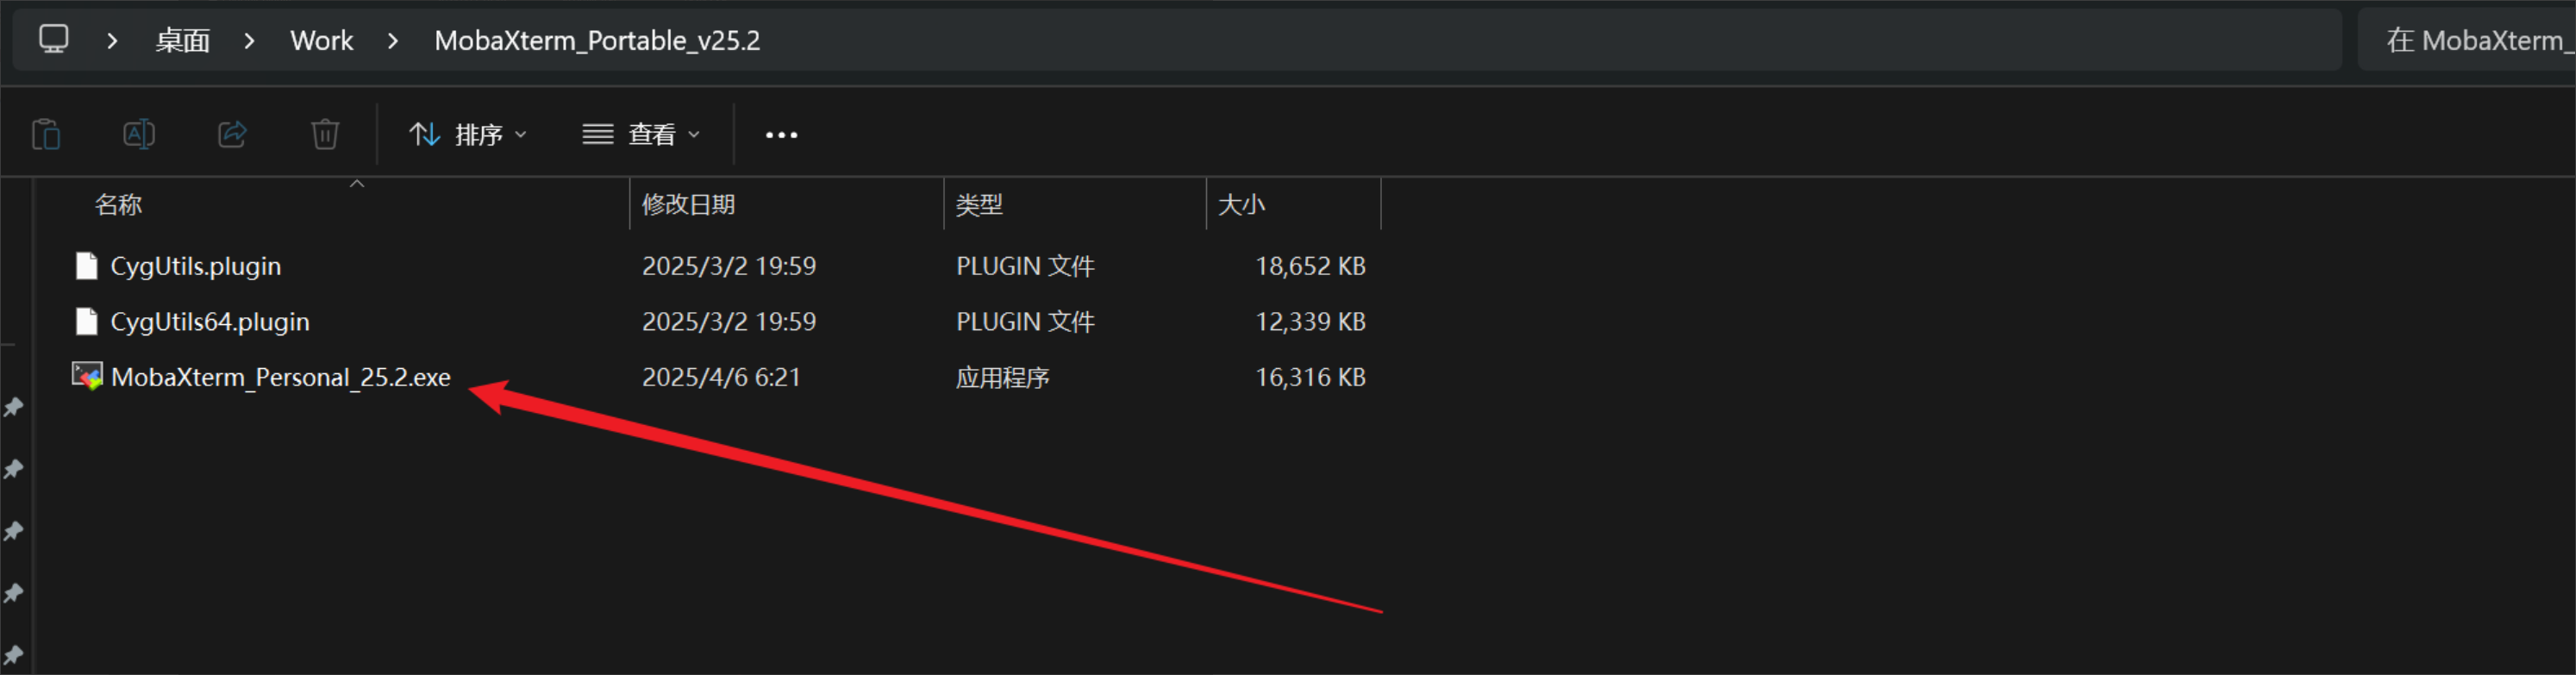 桌面 Work MobaXterm_Portable_v25.2 在 MobaXterm_
排序 查看
名称 修改日期 类型 大小
CygUtils.plugin 2025/3/2 19:59 PLUGIN 文件 18,652 KB
CygUtils64.plugin 2025/3/2 19:59 PLUGIN 文件 12,339 KB
MobaXterm_Personal_25.2.exe 2025/4/6 6:21 应用程序 16,316 KB